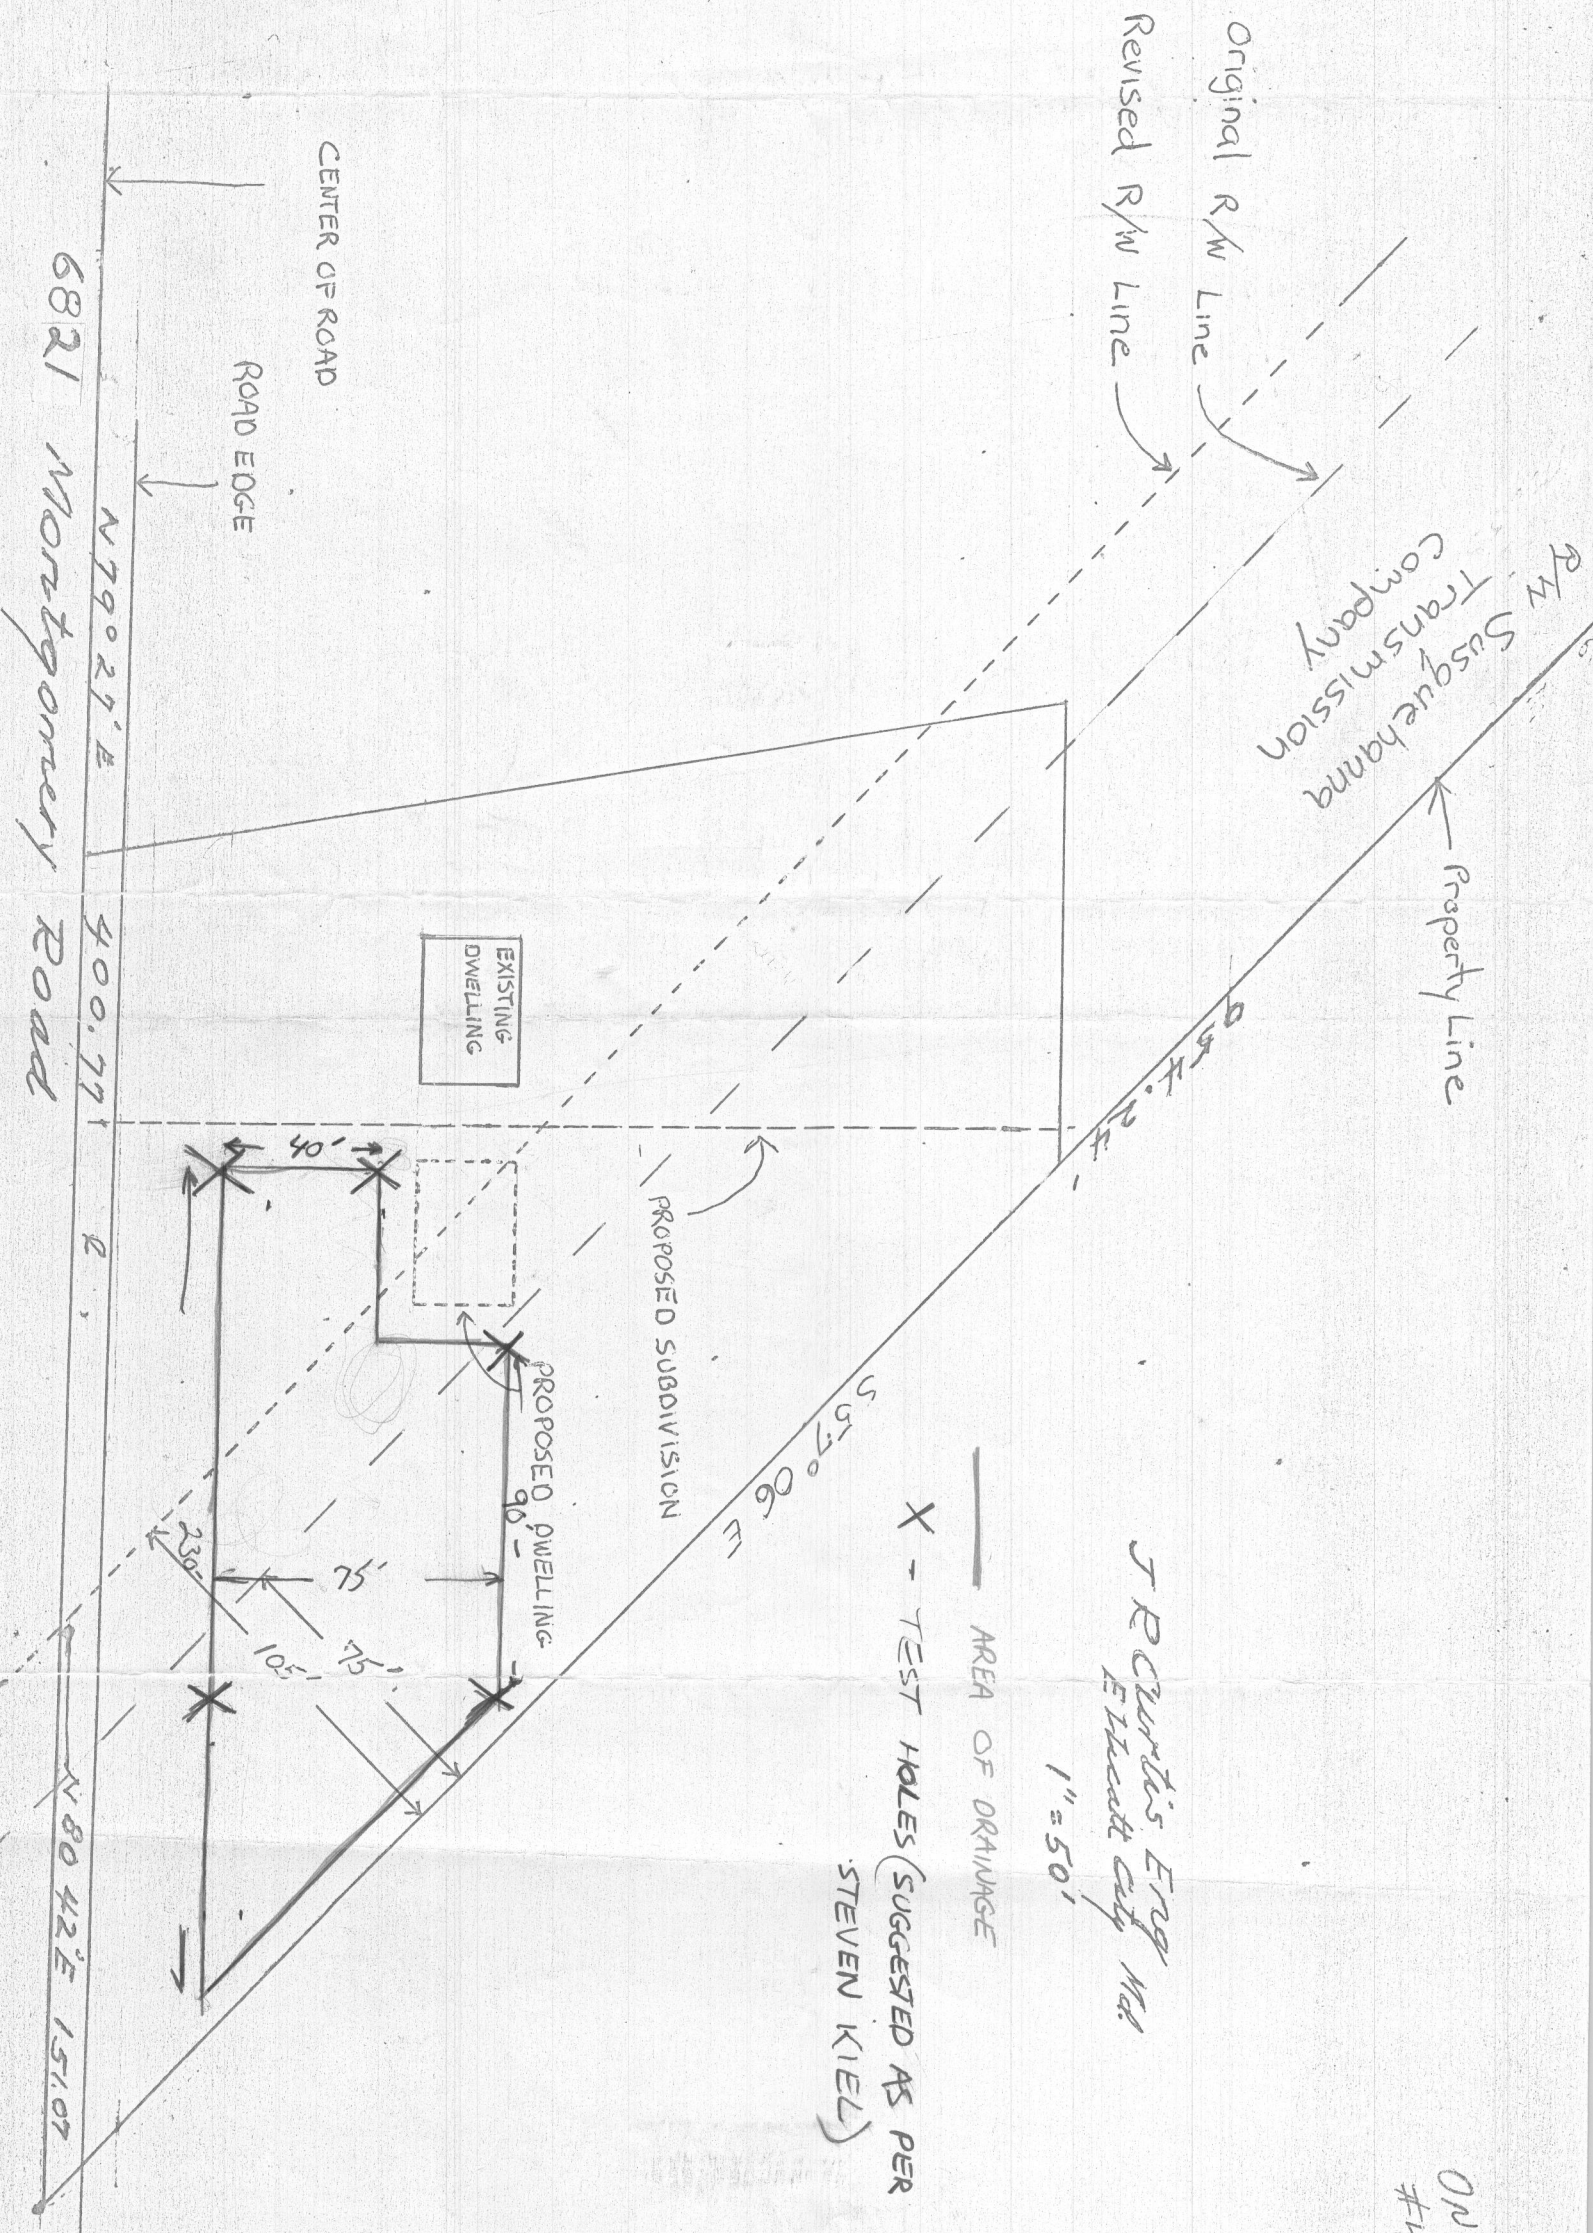 Original R/W Line
Revised R/W Line
Susquehanna
Transmission
Company
Property Line
CENTER OF ROAD
ROAD EDGE
N 79° 27' E
400.77'
R
6821 Montgomery Road
EXISTING
DWELLING
40'
PROPOSED SUBDIVISION
PROPOSED DWELLING
90'
75'
230'
105'
75'
S 57° 06 E
954.24'
N 80 42' E 151.07
J R Curtis Eng
Ellicott City Md
1" = 50'
AREA OF DRAINAGE
X - TEST HOLES (SUGGESTED AS PER
STEVEN KIEL)
ON